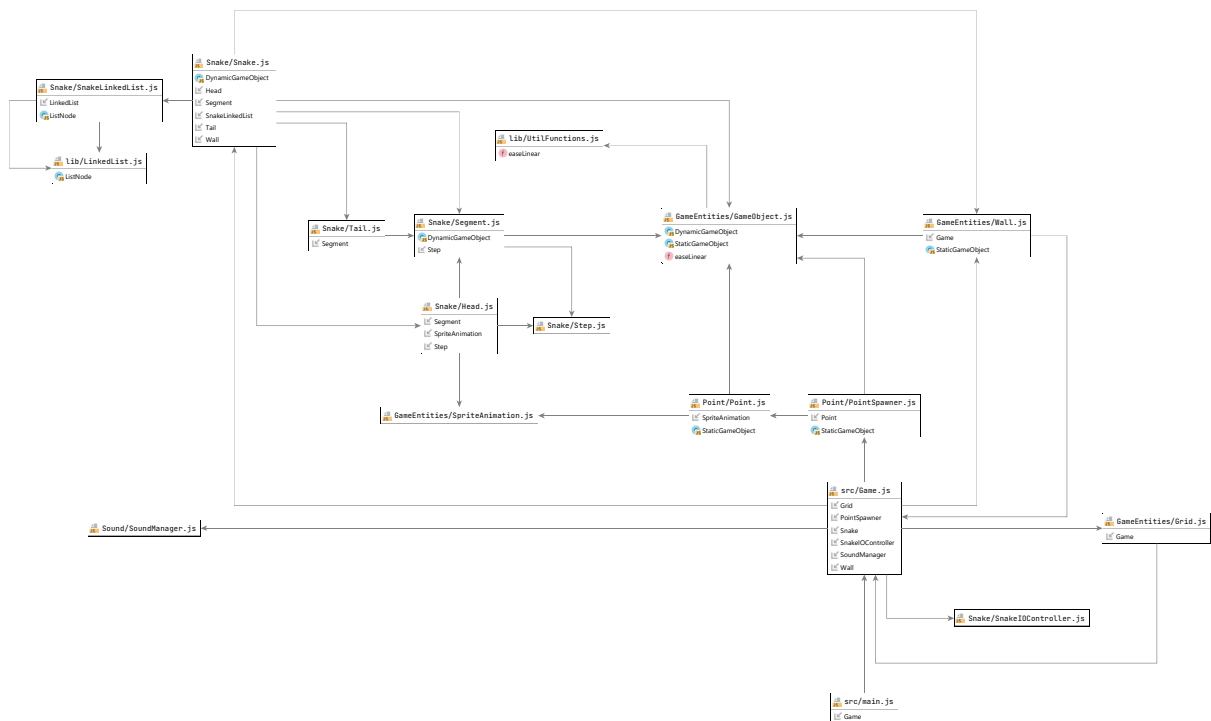 Snake/Snake.js
DynamicGameObject
Head
Segment
SnakeLinkedList
Tail
Wall
Snake/SnakeLinkedList.js
LinkedList
ListNode
lib/LinkedList.js
ListNode
lib/UtilFunctions.js
easeLinear
Snake/Tail.js
Segment
Snake/Segment.js
DynamicGameObject
Step
GameEntities/GameObject.js
DynamicGameObject
StaticGameObject
easeLinear
GameEntities/Wall.js
Game
StaticGameObject
Snake/Head.js
Segment
SpriteAnimation
Step
Snake/Step.js
GameEntities/SpriteAnimation.js
Point/Point.js
SpriteAnimation
StaticGameObject
Point/PointSpawner.js
Point
StaticGameObject
src/Game.js
Grid
PointSpawner
Snake
SnakeIOController
SoundManager
Wall
Sound/SoundManager.js
GameEntities/Grid.js
Game
Snake/SnakeIOController.js
src/main.js
Game